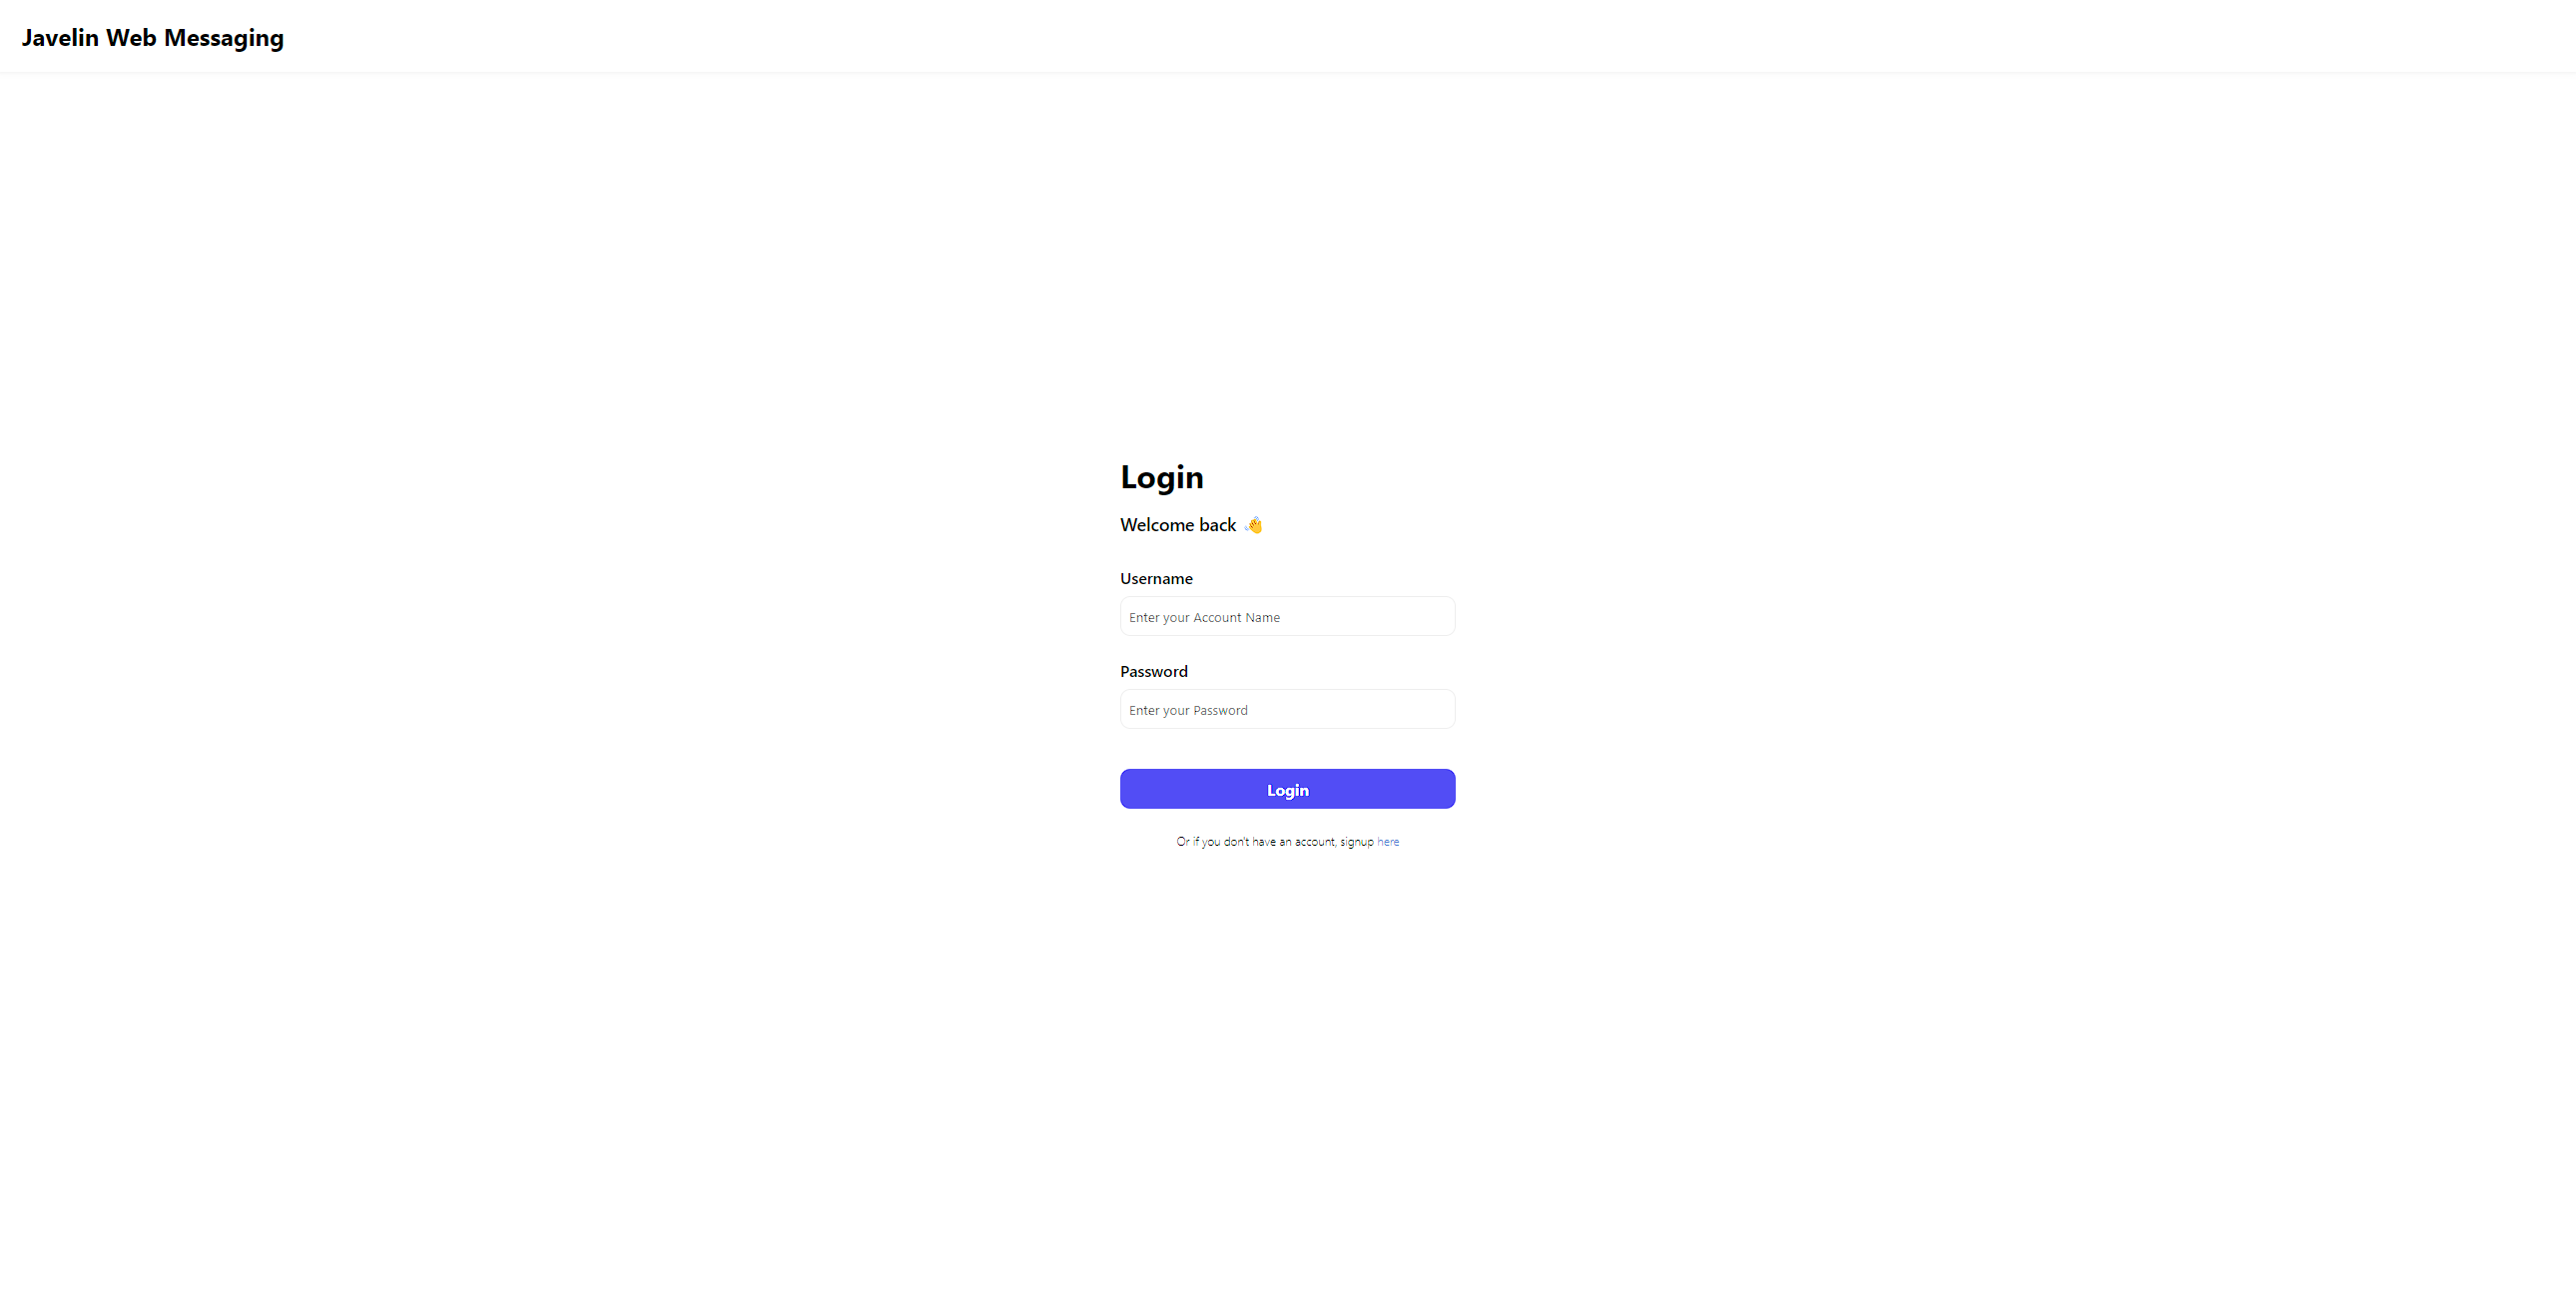 Javelin Web Messaging
Login
Welcome back 👋
Username
Enter your Account Name
Password
Enter your Password
Login
Or if you don't have an account, signup here